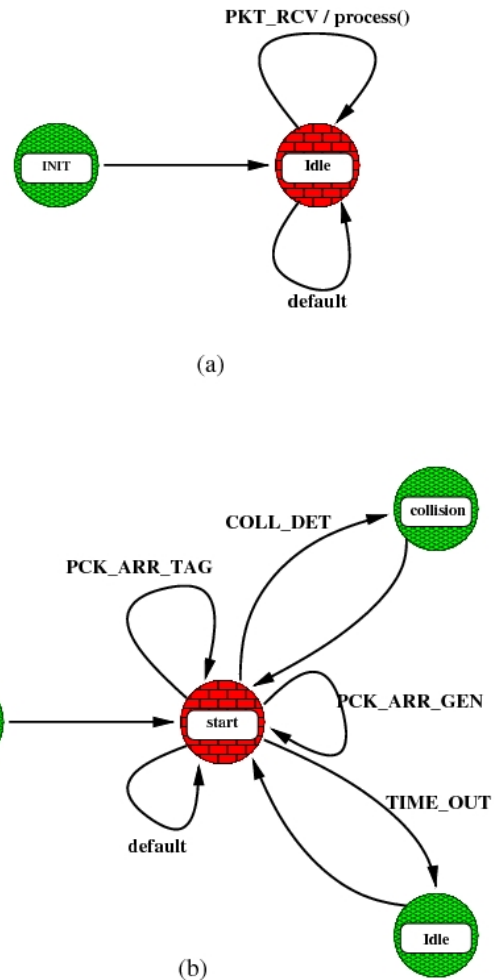 PKT_RCV / process()
INIT
Idle
default
(a)
collision
COLL_DET
PCK_ARR_TAG
PCK_ARR_GEN
start
TIME_OUT
default
Idle
(b)